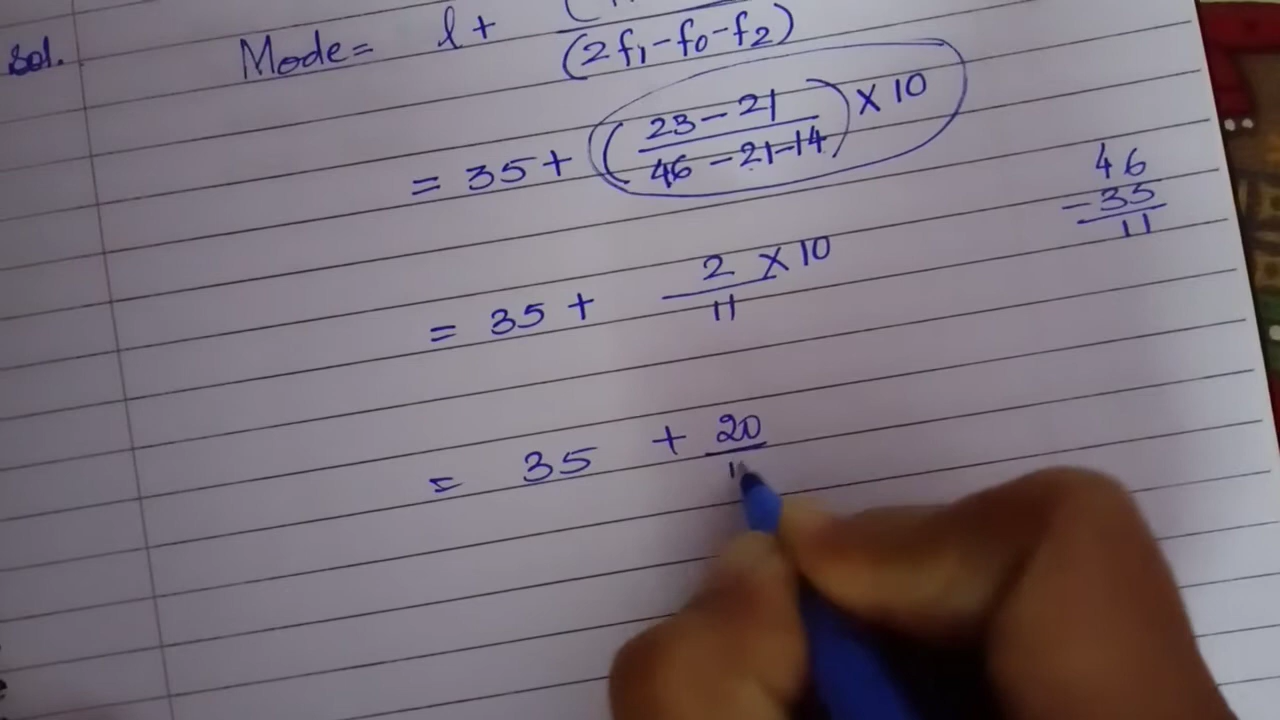 Sol. Mode = l +
(2f₁-f₀-f₂)
= 35 + (23-21 / 46-21-14) × 10
46
-35
11
= 35 + 2/11 × 10
= 35 + 20/11